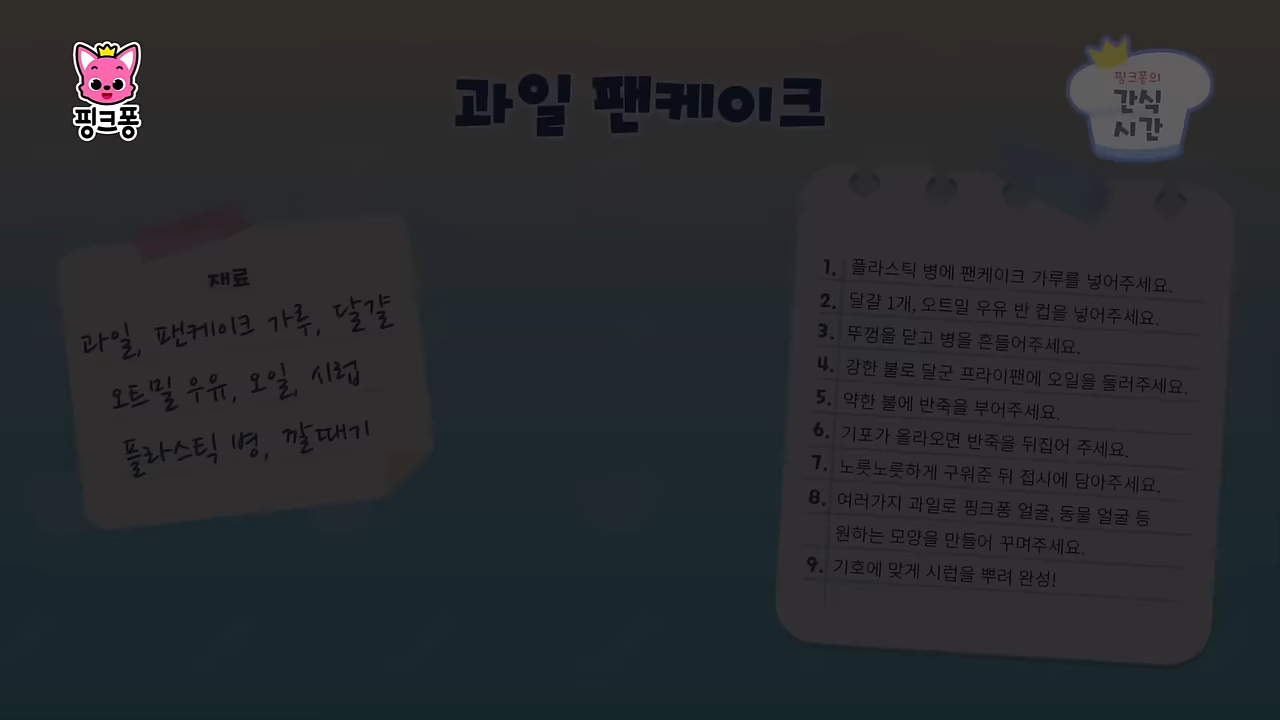 핑크퐁
과일 팬케이크
핑크퐁의
간식
시간
재료
과일, 팬케이크 가루, 달걀
오트밀 우유, 오일, 시럽
플라스틱 병, 깔때기
1. 플라스틱 병에 팬케이크 가루를 넣어주세요.
2. 달걀 1개, 오트밀 우유 반 컵을 넣어주세요.
3. 뚜껑을 닫고 병을 흔들어주세요.
4. 강한 불로 달군 프라이팬에 오일을 둘러주세요.
5. 약한 불에 반죽을 부어주세요.
6. 기포가 올라오면 반죽을 뒤집어 주세요.
7. 노릇노릇하게 구워준 뒤 접시에 담아주세요.
8. 여러가지 과일로 핑크퐁 얼굴, 동물 얼굴 등
원하는 모양을 만들어 꾸며주세요.
9. 기호에 맞게 시럽을 뿌려 완성!